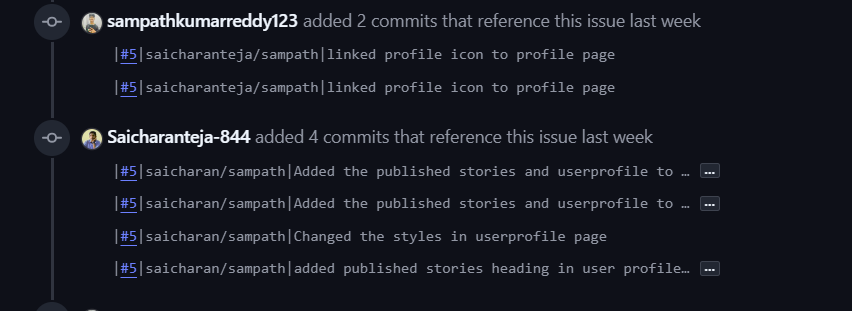 sampathkumarreddy123 added 2 commits that reference this issue last week
|#5|saicharanteja/sampath|linked profile icon to profile page
|#5|saicharanteja/sampath|linked profile icon to profile page
Saicharanteja-844 added 4 commits that reference this issue last week
|#5|saicharan/sampath|Added the published stories and userprofile to … ...
|#5|saicharan/sampath|Added the published stories and userprofile to … ...
|#5|saicharan/sampath|Changed the styles in userprofile page
|#5|saicharan/sampath|added published stories heading in user profile… ...